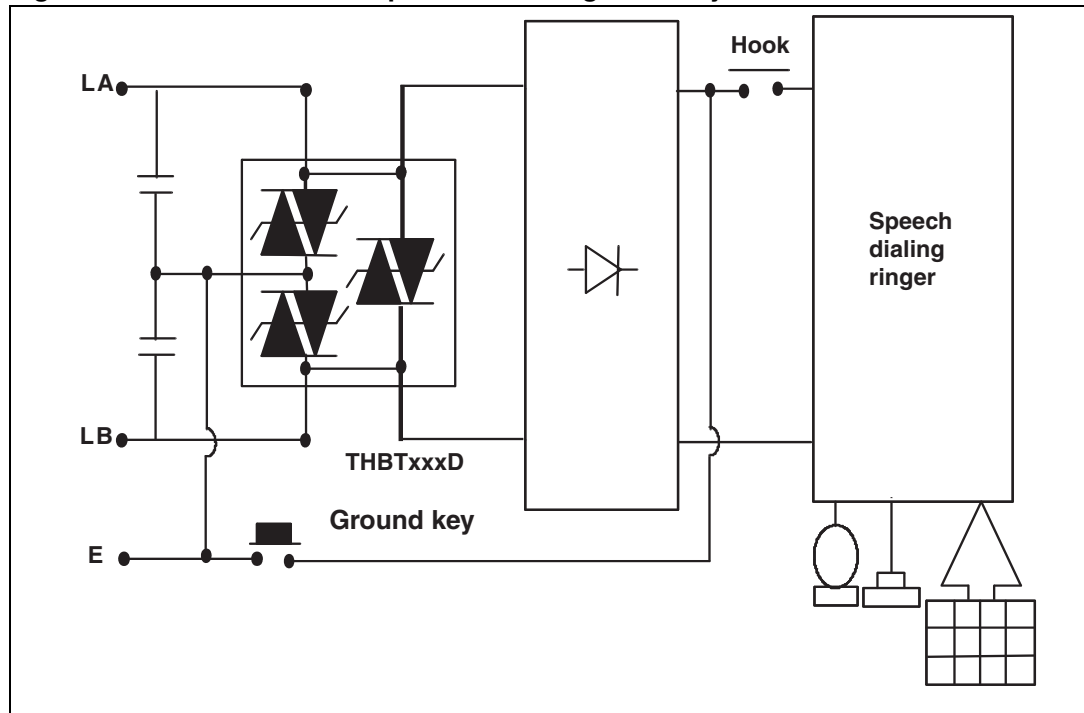 Hook
LA
Speech
dialing
ringer
LB
THBTxxxD
Ground key
E